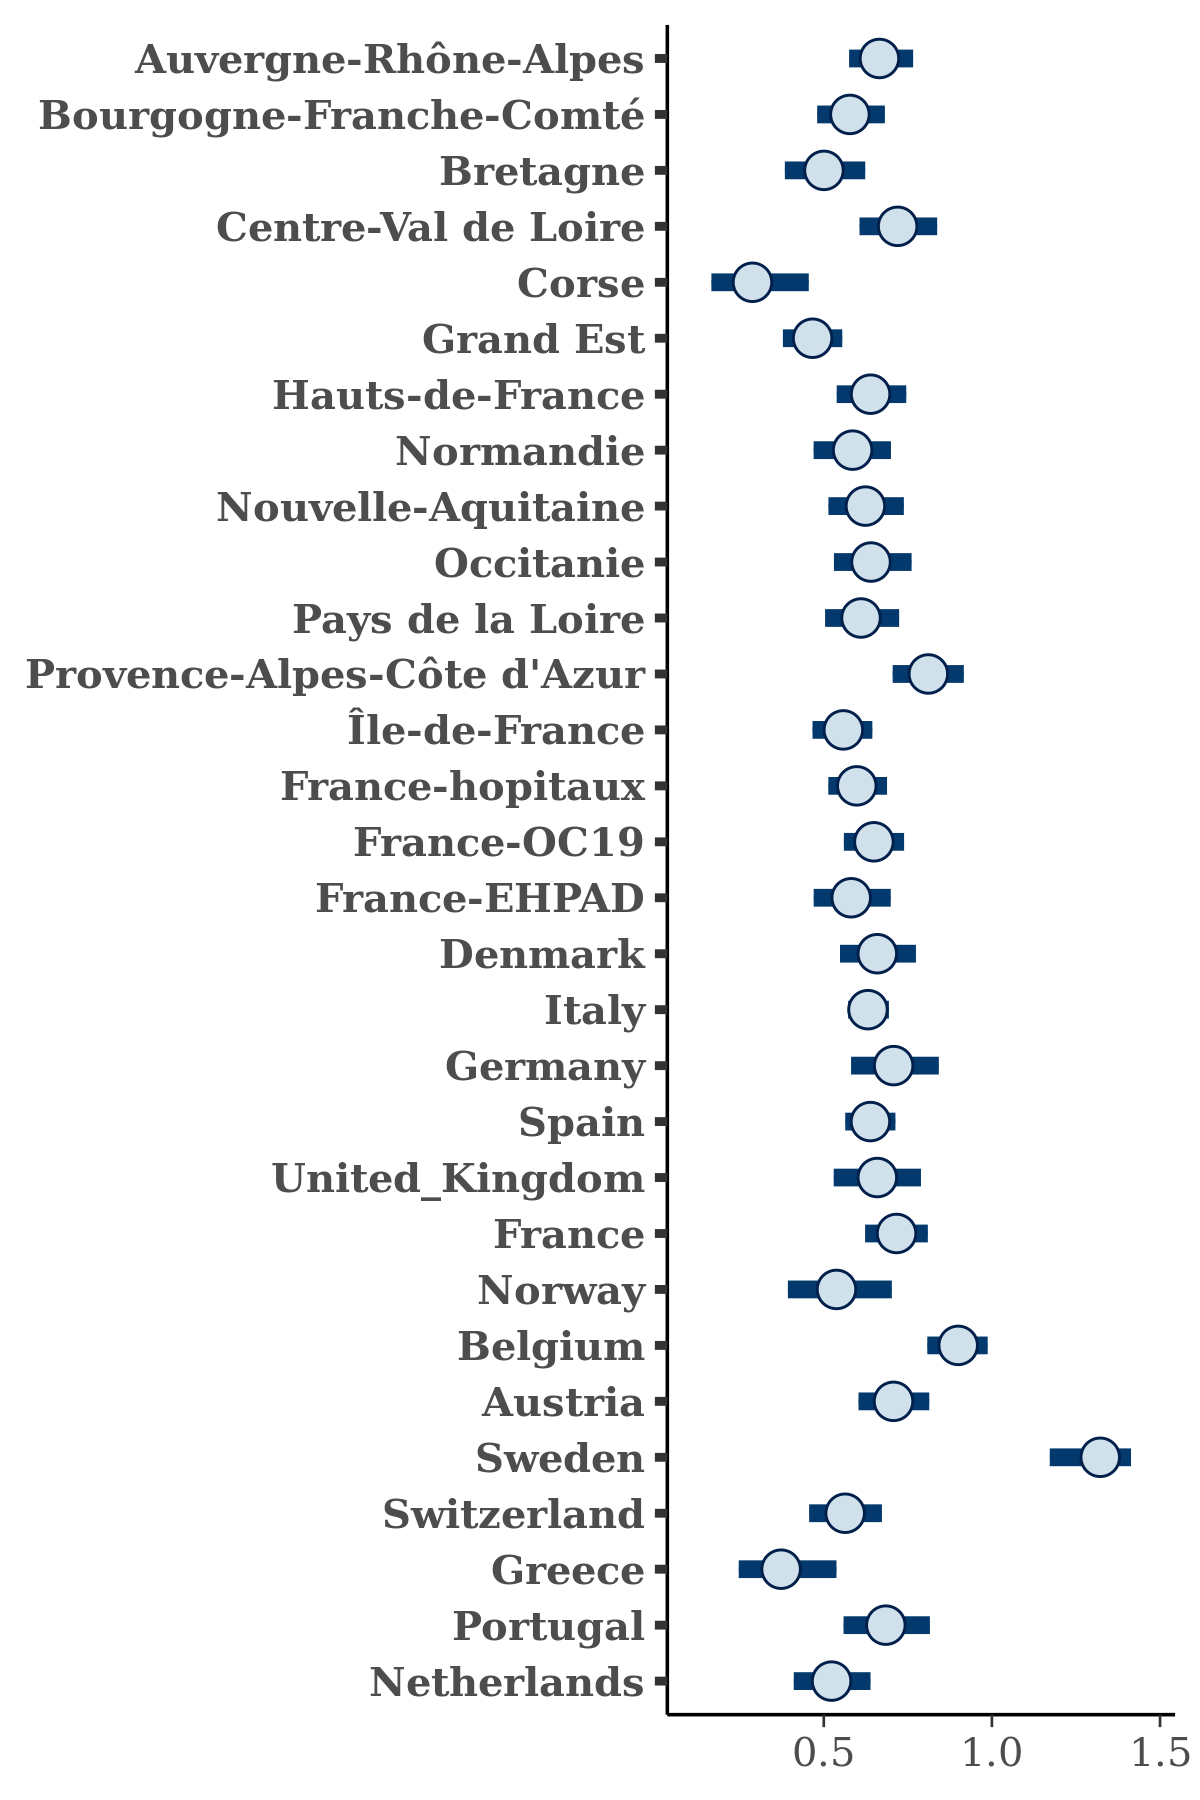 Auvergne-Rhône-Alpes
Bourgogne-Franche-Comté
Bretagne
Centre-Val de Loire
Corse
Grand Est
Hauts-de-France
Normandie
Nouvelle-Aquitaine
Occitanie
Pays de la Loire
Provence-Alpes-Côte d'Azur
Île-de-France
France-hopitaux
France-OC19
France-EHPAD
Denmark
Italy
Germany
Spain
United_Kingdom
France
Norway
Belgium
Austria
Sweden
Switzerland
Greece
Portugal
Netherlands
0.5 1.0 1.5